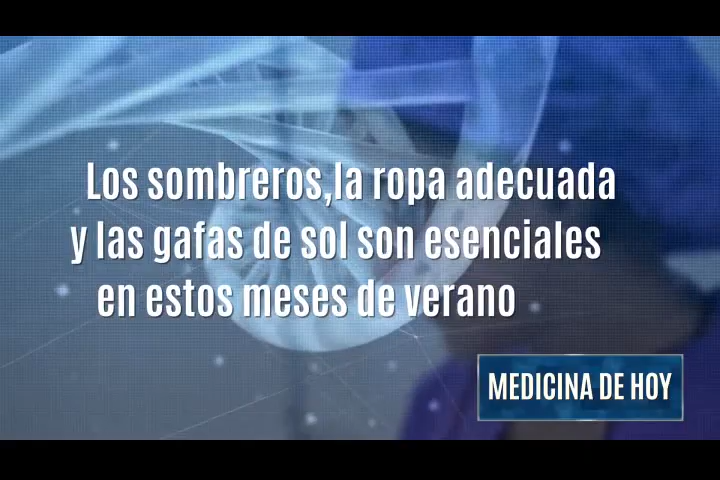 Los sombreros,la ropa adecuada
y las gafas de sol son esenciales
en estos meses de verano
MEDICINA DE HOY